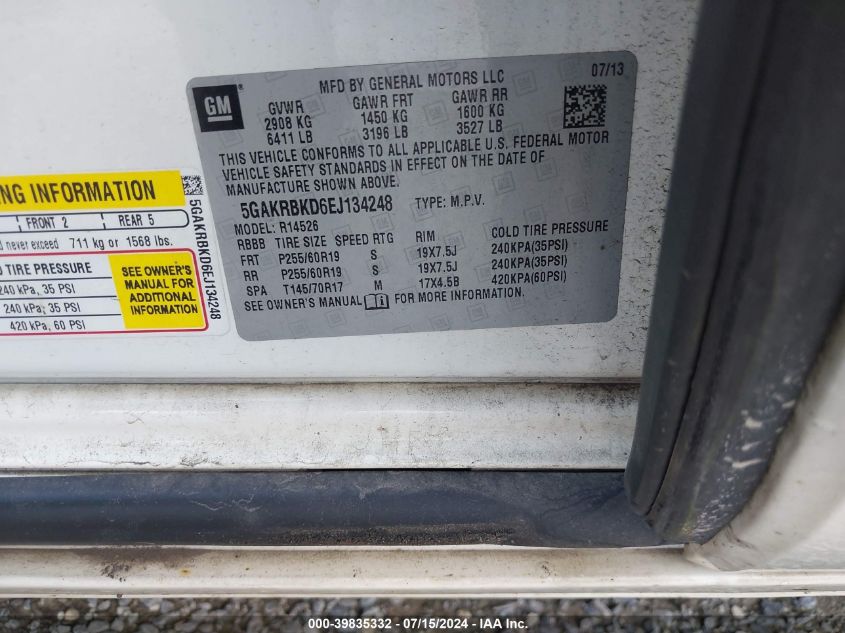 GM
MFD BY GENERAL MOTORS LLC
07/13
GVWR GAWR FRT GAWR RR
2908 KG 1450 KG 1600 KG
6411 LB 3196 LB 3527 LB
THIS VEHICLE CONFORMS TO ALL APPLICABLE U.S. FEDERAL MOTOR
VEHICLE SAFETY STANDARDS IN EFFECT ON THE DATE OF
MANUFACTURE SHOWN ABOVE.
5GAKRBKD6EJ134248 TYPE: M.P.V.
MODEL: R14526
RBBB TIRE SIZE SPEED RTG RIM COLD TIRE PRESSURE
FRT P255/60R19 S 19X7.5J 240KPA(35PSI)
RR P255/60R19 S 19X7.5J 240KPA(35PSI)
SPA T145/70R17 M 17X4.5B 420KPA(60PSI)
SEE OWNER'S MANUAL FOR MORE INFORMATION.
ING INFORMATION
FRONT 2 REAR 5
never exceed 711 kg or 1568 lbs.
TIRE PRESSURE
240 kPa, 35 PSI
240 kPa, 35 PSI
420 kPa, 60 PSI
SEE OWNER'S
MANUAL FOR
ADDITIONAL
INFORMATION
5GAKRBKD6EJ134248
000-39835332 - 07/15/2024 - IAAI.COM